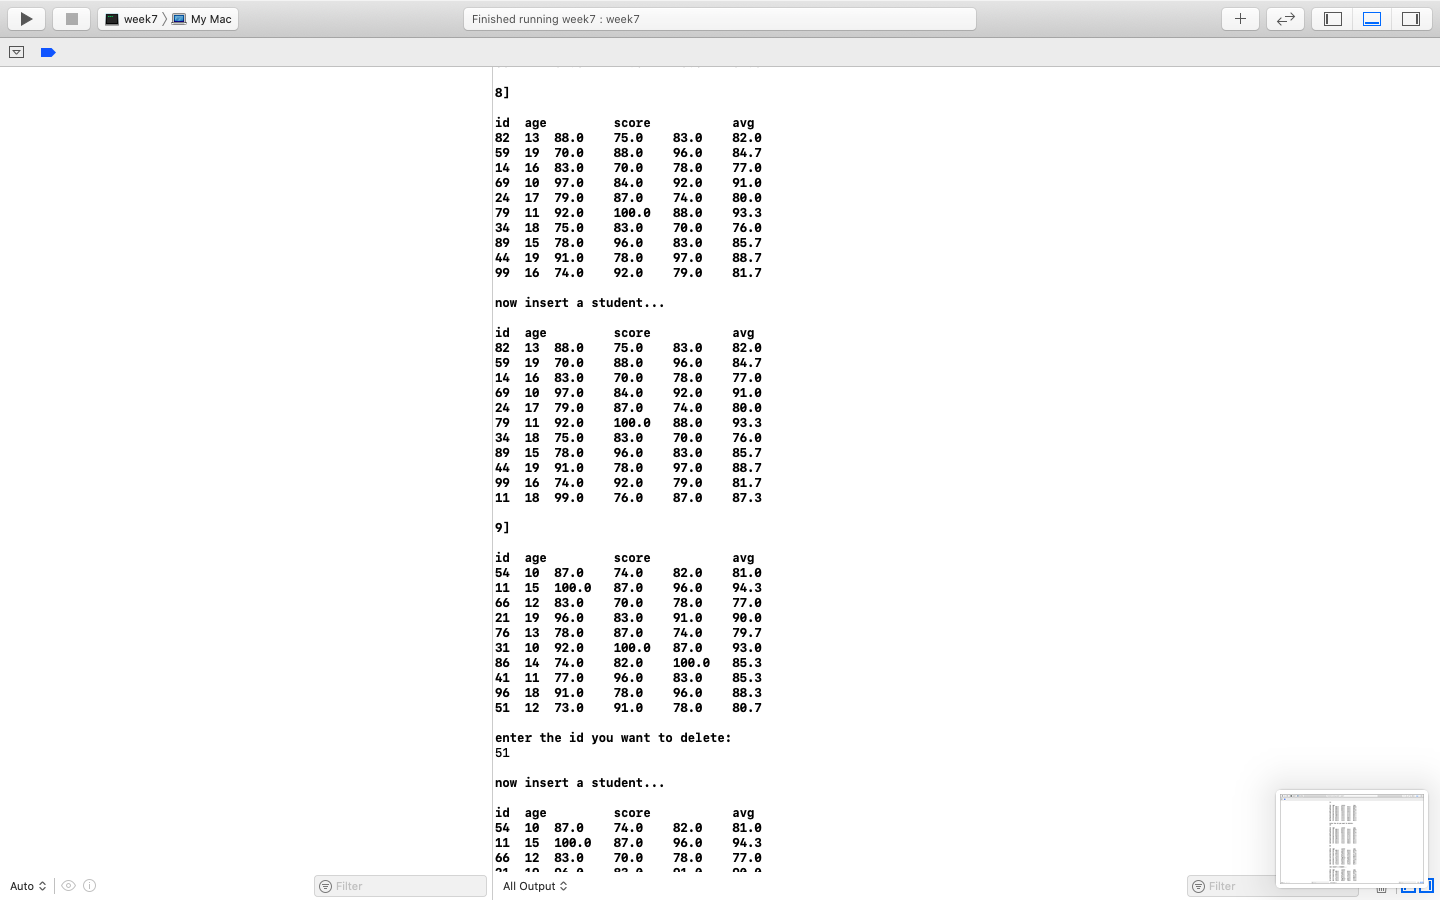 week7 〉 My Mac
Finished running week7 : week7
8]
id age score avg
82 13 88.0 75.0 83.0 82.0
59 19 70.0 88.0 96.0 84.7
14 16 83.0 70.0 78.0 77.0
69 10 97.0 84.0 92.0 91.0
24 17 79.0 87.0 74.0 80.0
79 11 92.0 100.0 88.0 93.3
34 18 75.0 83.0 70.0 76.0
89 15 78.0 96.0 83.0 85.7
44 19 91.0 78.0 97.0 88.7
99 16 74.0 92.0 79.0 81.7
now insert a student...
id age score avg
82 13 88.0 75.0 83.0 82.0
59 19 70.0 88.0 96.0 84.7
14 16 83.0 70.0 78.0 77.0
69 10 97.0 84.0 92.0 91.0
24 17 79.0 87.0 74.0 80.0
79 11 92.0 100.0 88.0 93.3
34 18 75.0 83.0 70.0 76.0
89 15 78.0 96.0 83.0 85.7
44 19 91.0 78.0 97.0 88.7
99 16 74.0 92.0 79.0 81.7
11 18 99.0 76.0 87.0 87.3
9]
id age score avg
54 10 87.0 74.0 82.0 81.0
11 15 100.0 87.0 96.0 94.3
66 12 83.0 70.0 78.0 77.0
21 19 96.0 83.0 91.0 90.0
76 13 78.0 87.0 74.0 79.7
31 10 92.0 100.0 87.0 93.0
86 14 74.0 82.0 100.0 85.3
41 11 77.0 96.0 83.0 85.3
96 18 91.0 78.0 96.0 88.3
51 12 73.0 91.0 78.0 80.7
enter the id you want to delete:
51
now insert a student...
id age score avg
54 10 87.0 74.0 82.0 81.0
11 15 100.0 87.0 96.0 94.3
66 12 83.0 70.0 78.0 77.0
21 19 96.0 83.0 91.0 90.0
Auto Filter All Output Filter